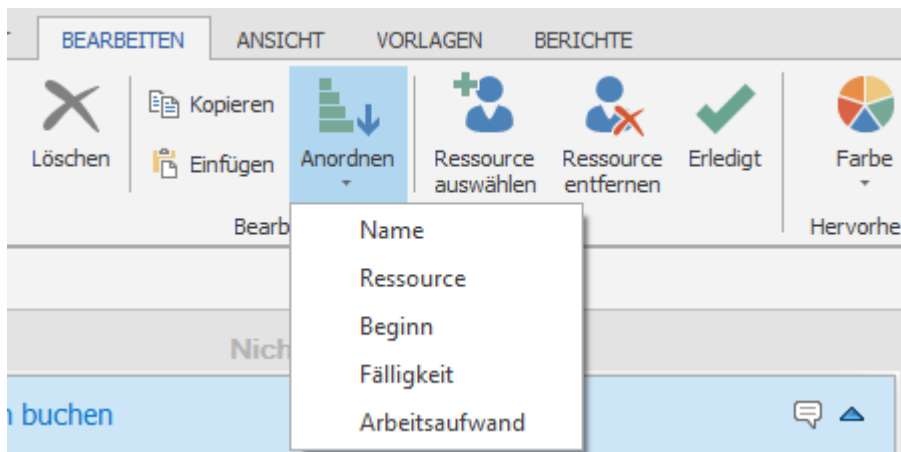 BEARBEITEN ANSICHT VORLAGEN BERICHTE
Löschen
Kopieren
Einfügen
Anordnen
Ressource
auswählen
Ressource
entfernen
Erledigt
Farbe
Name
Ressource
Beginn
Fälligkeit
Arbeitsaufwand
buchen